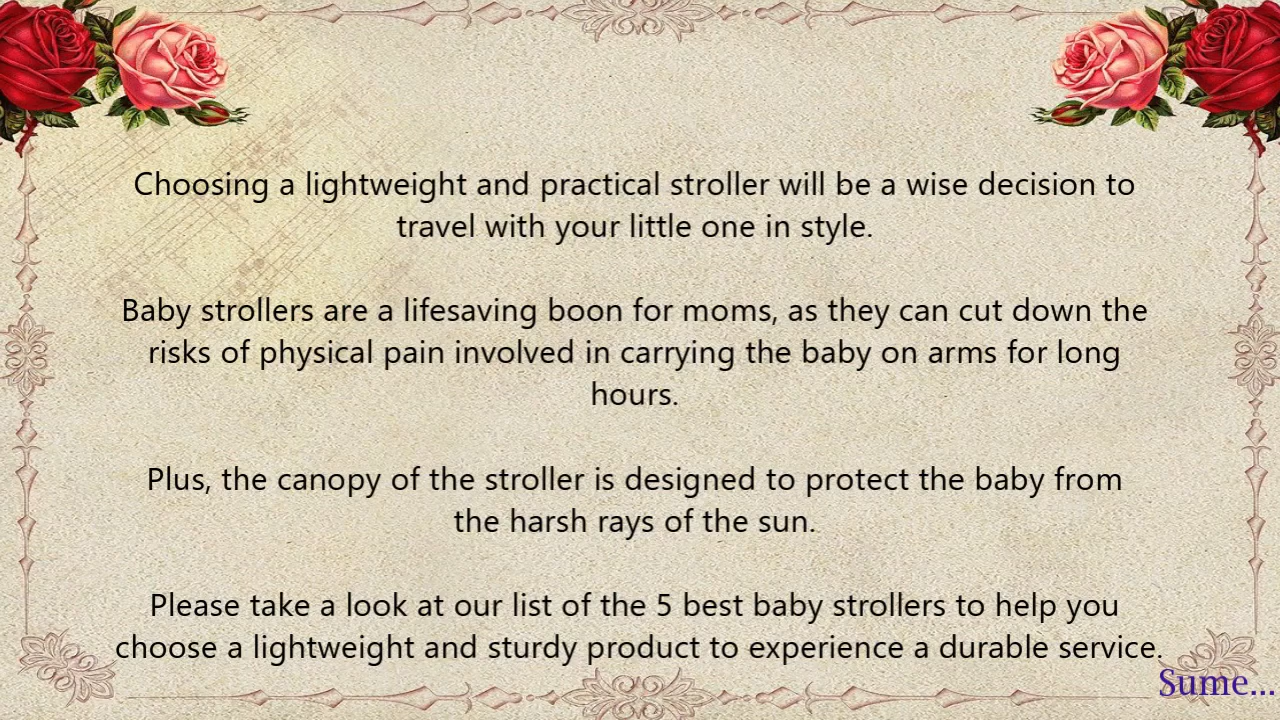 Choosing a lightweight and practical stroller will be a wise decision to
travel with your little one in style.
Baby strollers are a lifesaving boon for moms, as they can cut down the
risks of physical pain involved in carrying the baby on arms for long
hours.
Plus, the canopy of the stroller is designed to protect the baby from
the harsh rays of the sun.
Please take a look at our list of the 5 best baby strollers to help you
choose a lightweight and sturdy product to experience a durable service.
Sume...